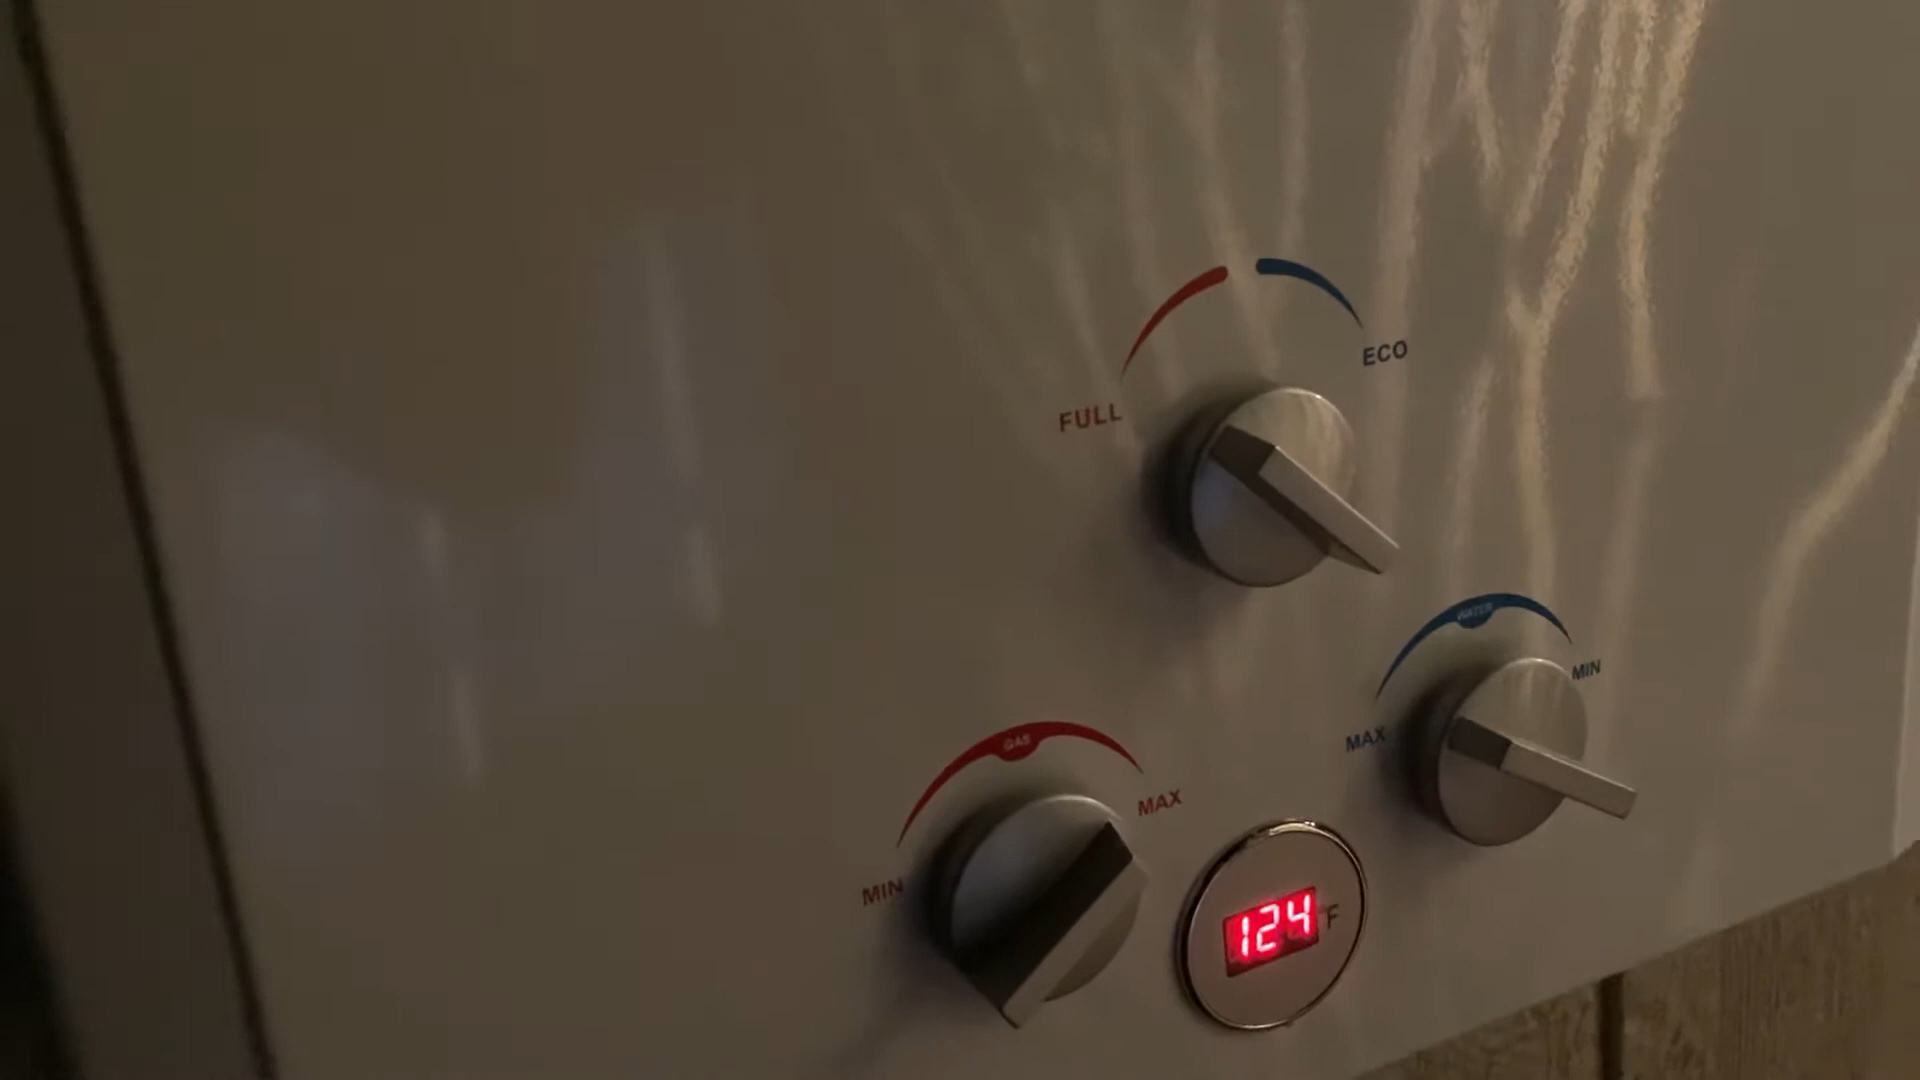 ECO
FULL
WATER
MIN
MAX
GAS
MAX
MIN
124 F